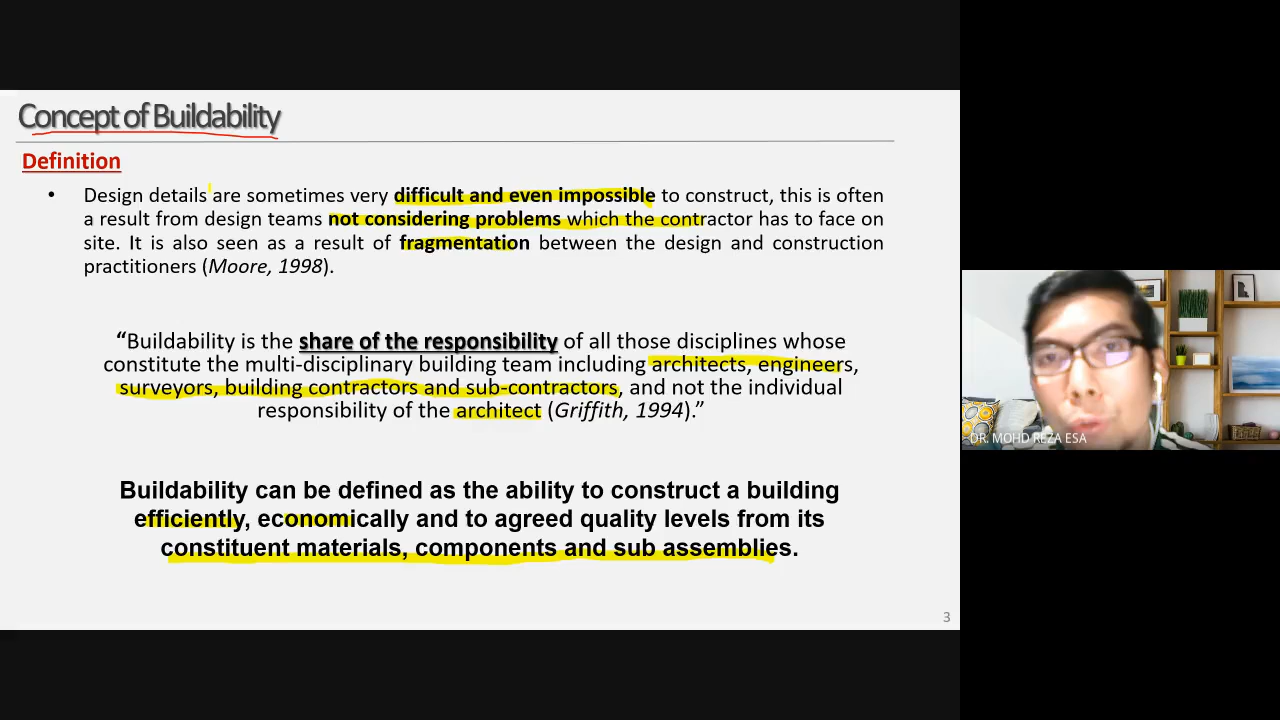 Concept of Buildability
Definition
• Design details are sometimes very difficult and even impossible to construct, this is often
a result from design teams not considering problems which the contractor has to face on
site. It is also seen as a result of fragmentation between the design and construction
practitioners (Moore, 1998).
“Buildability is the share of the responsibility of all those disciplines whose
constitute the multi-disciplinary building team including architects, engineers,
surveyors, building contractors and sub-contractors, and not the individual
responsibility of the architect (Griffith, 1994).”
Buildability can be defined as the ability to construct a building
efficiently, economically and to agreed quality levels from its
constituent materials, components and sub assemblies.
3
DR. MOHD REZA ESA